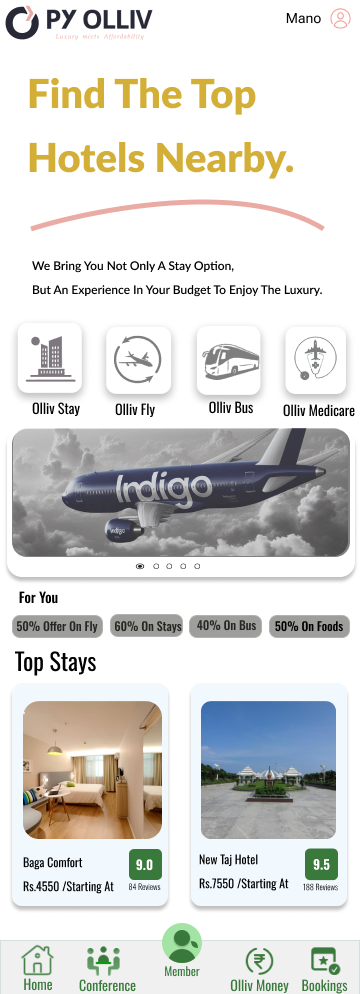 PY OLLIV
Luxury meets Affordability
Mano
Find The Top
Hotels Nearby.
We Bring You Not Only A Stay Option,
But An Experience In Your Budget To Enjoy The Luxury.
Olliv Stay
Olliv Fly
Olliv Bus
Olliv Medicare
IndiGo
IndiGo
For You
50% Offer On Fly
60% On Stays
40% On Bus
50% On Foods
Top Stays
Baga Comfort
9.0
Rs.4550 /Starting At
84 Reviews
New Taj Hotel
9.5
Rs.7550 /Starting At
188 Reviews
Home
Conference
Member
Olliv Money
Bookings